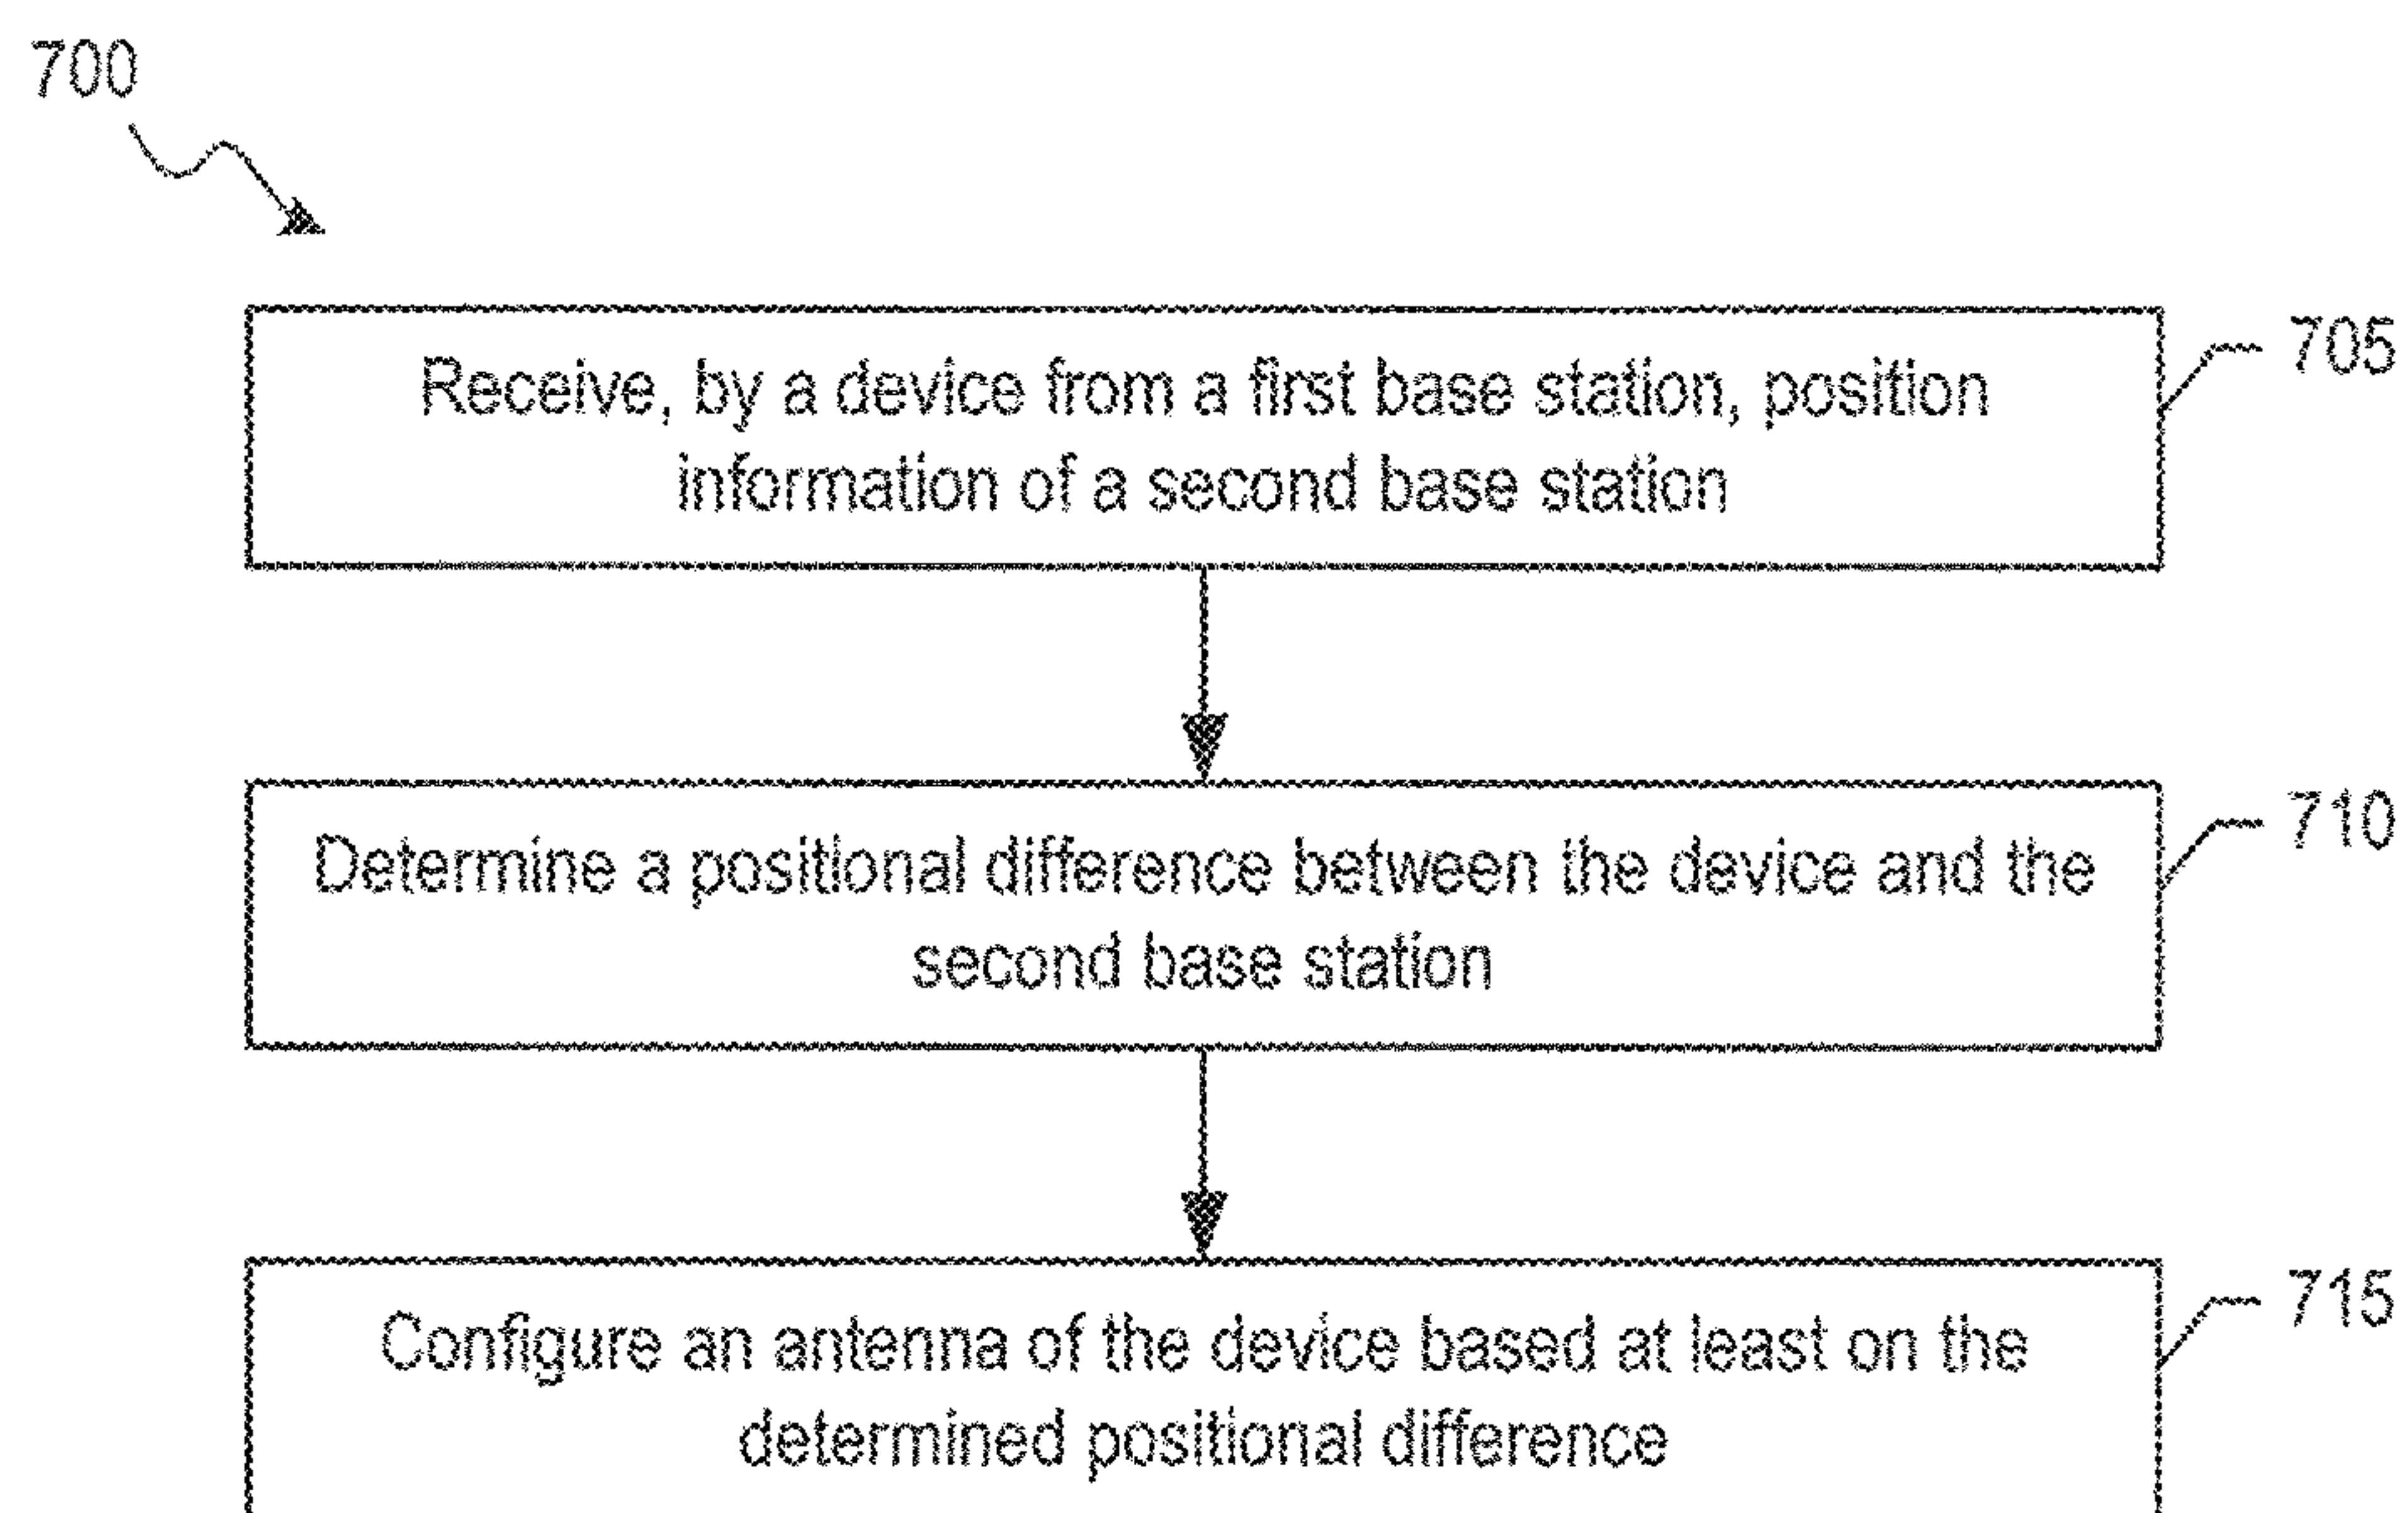 700
Receive, by a device from a first base station, position
information of a second base station
705
Determine a positional difference between the device and the
second base station
710
Configure an antenna of the device based at least on the
determined positional difference
715